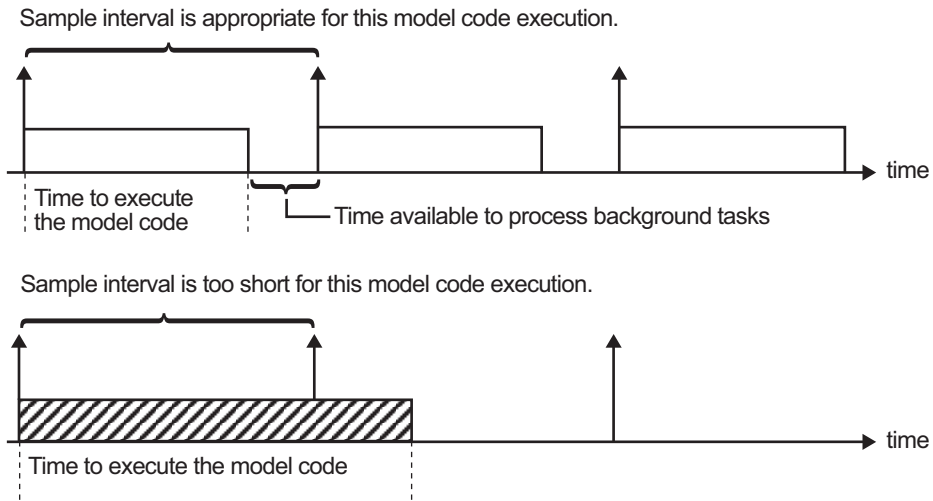 Sample interval is appropriate for this model code execution.
time
Time to execute
the model code
Time available to process background tasks
Sample interval is too short for this model code execution.
time
Time to execute the model code